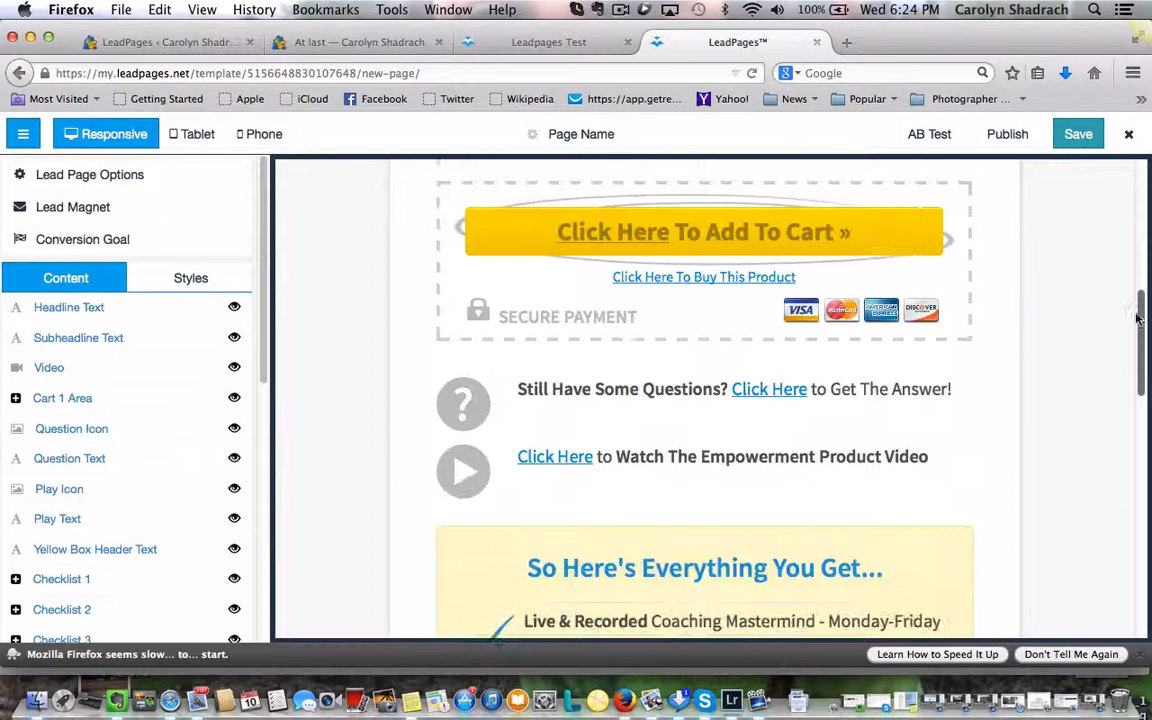 Firefox File Edit View History Bookmarks Tools Window Help 100% Wed 6:24 PM Carolyn Shadrach
LeadPages ‹ Carolyn Shadr... × At last — Carolyn Shadrach × Leadpages Test × LeadPages™ ×
https://my.leadpages.net/template/5156648830107648/new-page/ Google
Most Visited Getting Started Apple iCloud Facebook Twitter Wikipedia https://app.getre... Yahoo! News Popular Photographer ... »
Responsive Tablet Phone Page Name AB Test Publish Save
Lead Page Options
Lead Magnet
Conversion Goal
Content Styles
Headline Text
Subheadline Text
Video
Cart 1 Area
Question Icon
Question Text
Play Icon
Play Text
Yellow Box Header Text
Checklist 1
Checklist 2
Checklist 3
Click Here To Add To Cart »
Click Here To Buy This Product
SECURE PAYMENT VISA MasterCard AMERICAN EXPRESS DISCOVER
? Still Have Some Questions? Click Here to Get The Answer!
Click Here to Watch The Empowerment Product Video
So Here's Everything You Get...
Live & Recorded Coaching Mastermind - Monday-Friday
Mozilla Firefox seems slow... to... start. Learn How to Speed It Up Don't Tell Me Again